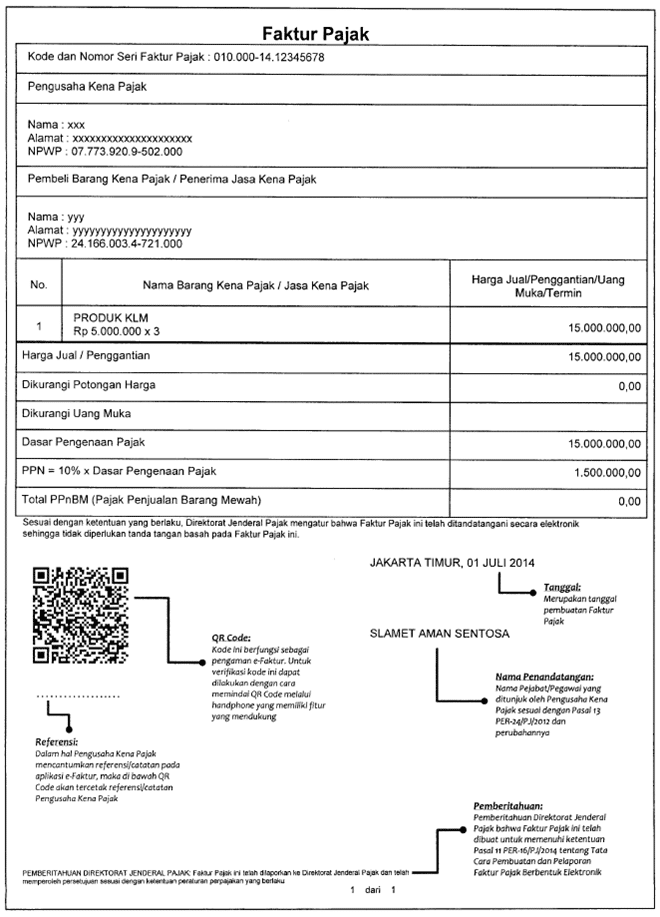 Faktur Pajak
Kode dan Nomor Seri Faktur Pajak : 010.000-14.12345678
Pengusaha Kena Pajak
Nama : xxx
Alamat : xxxxxxxxxxxxxxxxxxxxx
NPWP : 07.773.920.9-502.000
Pembeli Barang Kena Pajak / Penerima Jasa Kena Pajak
Nama : yyy
Alamat : yyyyyyyyyyyyyyyyyyyyy
NPWP : 24.166.003.4-721.000
No.
Nama Barang Kena Pajak / Jasa Kena Pajak
Harga Jual/Penggantian/Uang
Muka/Termin
1
PRODUK KLM
Rp 5.000.000 x 3
15.000.000,00
Harga Jual / Penggantian 15.000.000,00
Dikurangi Potongan Harga 0,00
Dikurangi Uang Muka
Dasar Pengenaan Pajak 15.000.000,00
PPN = 10% x Dasar Pengenaan Pajak 1.500.000,00
Total PPnBM (Pajak Penjualan Barang Mewah) 0,00
Sesuai dengan ketentuan yang berlaku, Direktorat Jenderal Pajak mengatur bahwa Faktur Pajak ini telah ditandatangani secara elektronik
sehingga tidak diperlukan tanda tangan basah pada Faktur Pajak ini.
JAKARTA TIMUR, 01 JULI 2014
Tanggal:
Merupakan tanggal
pembuatan Faktur
Pajak
SLAMET AMAN SENTOSA
QR Code:
Kode ini berfungsi sebagai
pengaman e-Faktur. Untuk
verifikasi kode ini dapat
dilakukan dengan cara
memindai QR Code melalui
handphone yang memiliki fitur
yang mendukung
Nama Penandatangan:
Nama Pejabat/Pegawai yang
ditunjuk oleh Pengusaha Kena
Pajak sesuai dengan Pasal 13
PER-24/PJ/2012 dan
perubahannya
...................
Referensi:
Dalam hal Pengusaha Kena Pajak
mencantumkan referensi/catatan pada
aplikasi e-Faktur, maka di bawah QR
Code akan tercetak referensi/catatan
Pengusaha Kena Pajak
Pemberitahuan:
Pemberitahuan Direktorat Jenderal
Pajak bahwa Faktur Pajak ini telah
dibuat untuk memenuhi ketentuan
Pasal 11 PER-16/PJ/2014 tentang Tata
Cara Pembuatan dan Pelaporan
Faktur Pajak Berbentuk Elektronik
PEMBERITAHUAN DIREKTORAT JENDERAL PAJAK: Faktur Pajak ini telah dilaporkan ke Direktorat Jenderal Pajak dan telah
memperoleh persetujuan sesuai dengan ketentuan peraturan perpajakan yang berlaku
1 dari 1